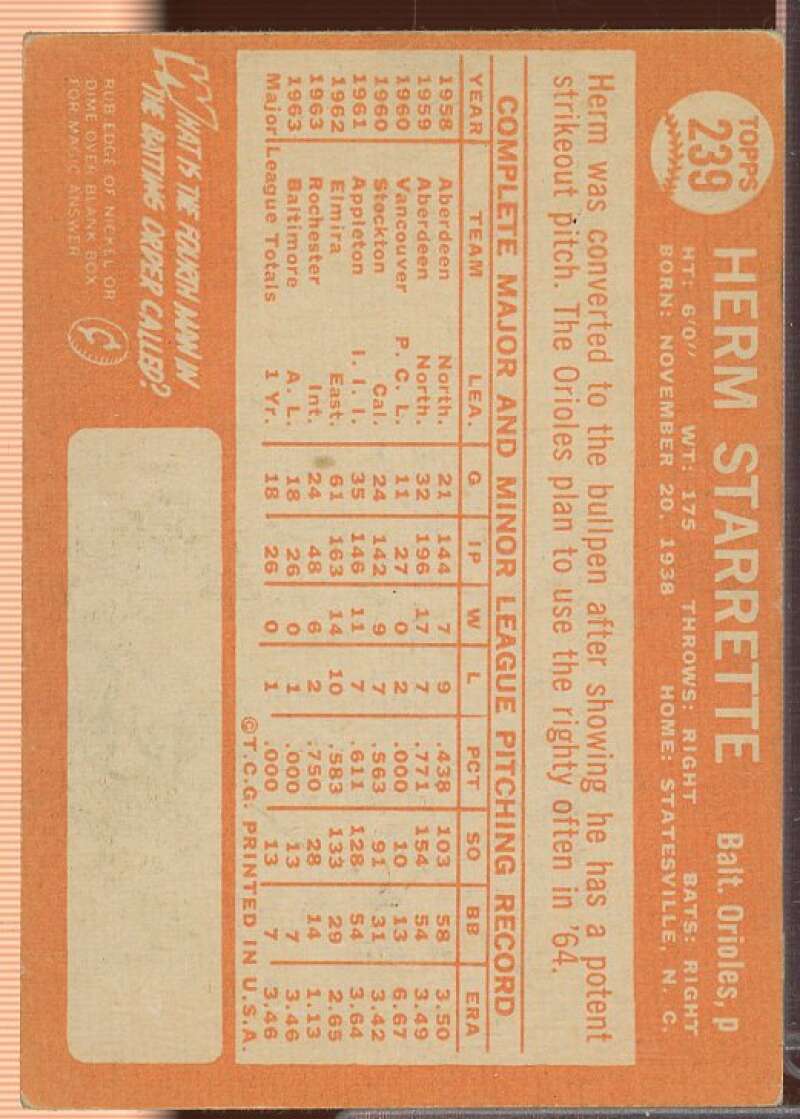 TOPPS
239
HERM STARRETTE Balt. Orioles, p
HT: 6'0" WT: 175 THROWS: RIGHT BATS: RIGHT
BORN: NOVEMBER 20, 1938 HOME: STATESVILLE, N. C.
Herm was converted to the bullpen after showing he has a potent
strikeout pitch. The Orioles plan to use the righty often in '64.
COMPLETE MAJOR AND MINOR LEAGUE PITCHING RECORD
YEAR TEAM LEA. G IP W L PCT SO BB ERA
1958 Aberdeen North. 21 144 7 9 .438 103 58 3.50
1959 Aberdeen North. 32 196 17 7 .771 154 54 3.49
1960 Vancouver P. C. L. 11 27 0 2 .000 10 13 6.67
1960 Stockton Cal. 24 142 9 7 .563 91 31 3.42
1961 Appleton I. I. I. 35 146 11 7 .611 128 54 3.64
1962 Elmira East. 61 163 14 10 .583 133 29 2.65
1963 Rochester Int. 24 48 6 2 .750 28 14 1.13
1963 Baltimore A. L. 18 26 0 1 .000 13 7 3.46
Major League Totals 1 Yr. 18 26 0 1 .000 13 7 3.46
©T.C.G. PRINTED IN U.S.A.
WHAT IS THE FOURTH MAN IN
THE BATTING ORDER CALLED?
RUB EDGE OF NICKEL OR
DIME OVER BLANK BOX
FOR MAGIC ANSWER